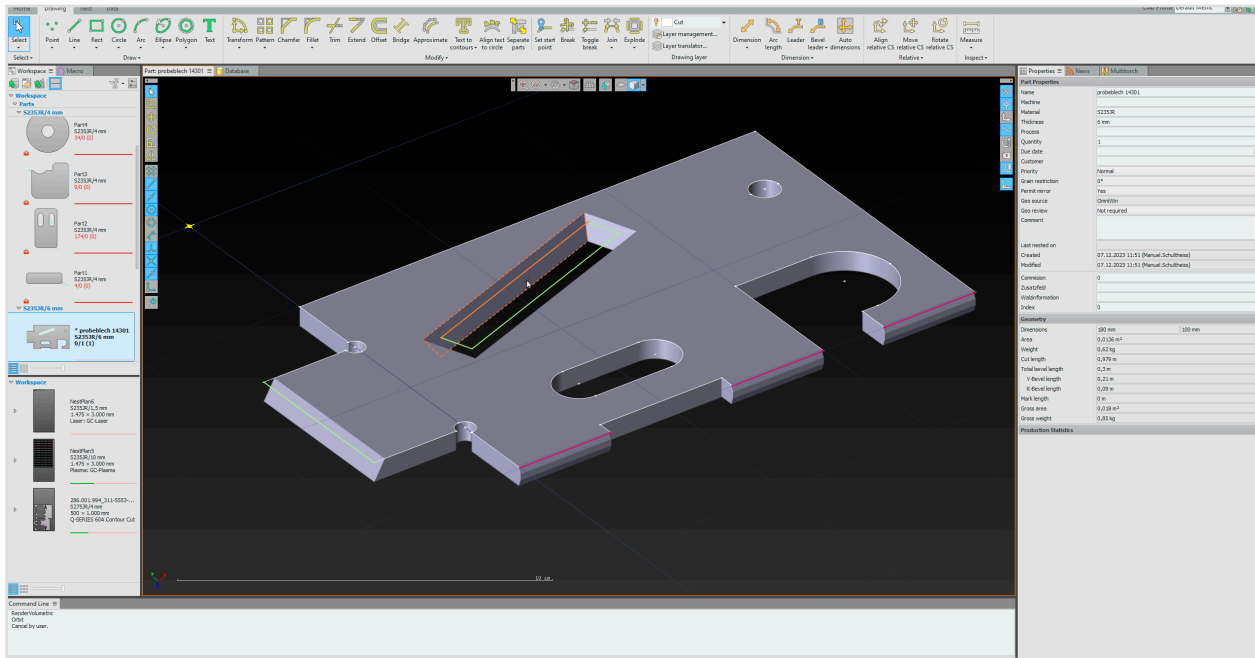 Home Drawing Nest Data
Select Point Line Rect Circle Arc Ellipse Polygon Text Transform Pattern Chamfer Fillet Trim Extend Offset Bridge Approximate Text to contours Align text to circle Separate parts Set start point Break Toggle break Join Explode
Cut
Layer management...
Layer translator...
Dimension Arc length Leader Bevel leader Auto dimensions Align relative CS Move relative CS Rotate relative CS Measure
Select Draw Modify Drawing layer Dimension Relative Inspect
Workspace Macro
Part: probeblech 14301 Database
Properties News Multitorch
Workspace
Parts
S235JR/4 mm
Part4
S235JR/4 mm
34/0 (0)
Part3
S235JR/4 mm
9/0 (0)
Part2
S235JR/4 mm
174/0 (0)
Part1
S235JR/4 mm
4/0 (0)
S235JR/6 mm
* probeblech 14301
S235JR/6 mm
0/1 (1)
Workspace
NestPlan6
S235JR/1,5 mm
1.475 × 3.000 mm
Laser: GC-Laser
NestPlan5
S235JR/10 mm
1.475 × 3.000 mm
Plasma: GC-Plasma
286.001.994_311-5553-...
S275JR/4 mm
500 × 1.000 mm
Q-SERIES 60A Contour Cut
10 cm
Command Line
RenderVolumetric
Orbit
Cancel by user.
Part Properties
Name probeblech 14301
Machine
Material S235JR
Thickness 6 mm
Process
Quantity 1
Due date
Customer
Priority Normal
Grain restriction 0°
Permit mirror Yes
Geo source OmniWin
Geo review Not required
Comment
Last nested on
Created 07.12.2023 11:51 (Manuel.Schultheiss)
Modified 07.12.2023 11:51 (Manuel.Schultheiss)
Commision 0
Zusatzfeld
Walzinformation
Index 0
Geometry
Dimensions 180 mm 100 mm
Area 0,0136 m²
Weight 0,62 kg
Cut length 0,979 m
Total bevel length 0,3 m
V-Bevel length 0,21 m
K-Bevel length 0,09 m
Mark length 0 m
Gross area 0,018 m²
Gross weight 0,85 kg
Production Statistics